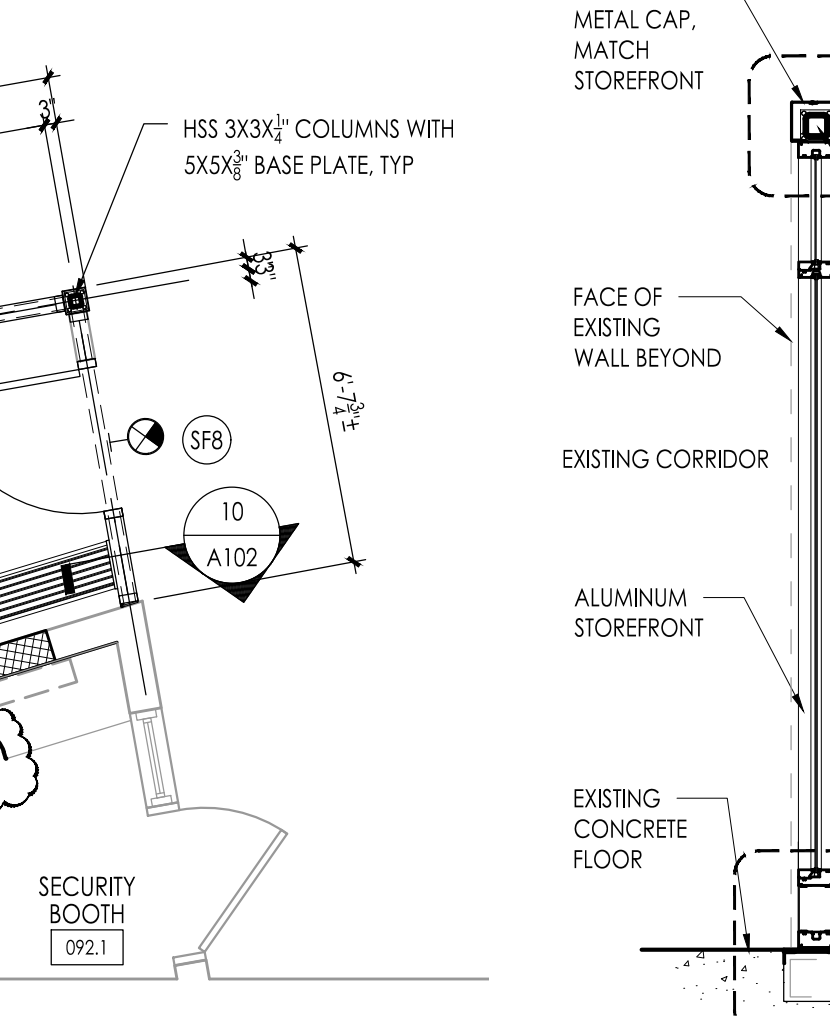 METAL CAP,
MATCH
STOREFRONT
3"
HSS 3X3X1/4" COLUMNS WITH
5X5X3/8" BASE PLATE, TYP
3"
3"
6'-7 3/4"±
FACE OF
EXISTING
WALL BEYOND
SF8
EXISTING CORRIDOR
10
A102
ALUMINUM
STOREFRONT
EXISTING
CONCRETE
FLOOR
SECURITY
BOOTH
092.1